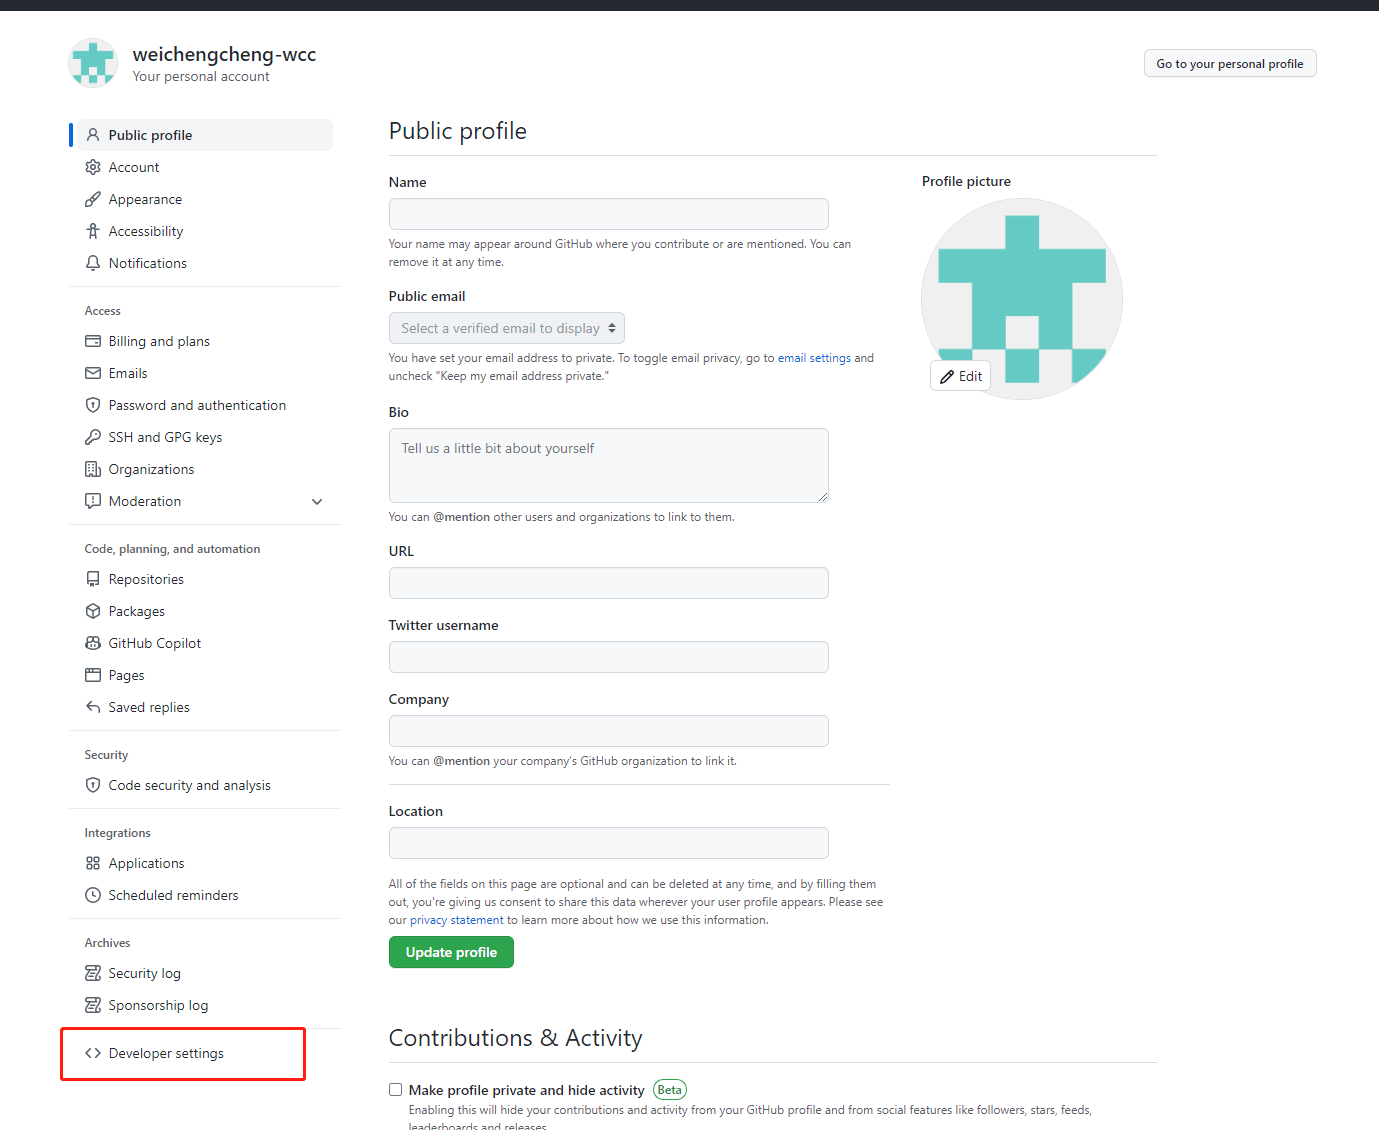 weichengcheng-wcc
Your personal account
Go to your personal profile
Public profile
Account
Appearance
Accessibility
Notifications
Access
Billing and plans
Emails
Password and authentication
SSH and GPG keys
Organizations
Moderation
Code, planning, and automation
Repositories
Packages
GitHub Copilot
Pages
Saved replies
Security
Code security and analysis
Integrations
Applications
Scheduled reminders
Archives
Security log
Sponsorship log
Developer settings
Public profile
Name
Your name may appear around GitHub where you contribute or are mentioned. You can
remove it at any time.
Public email
Select a verified email to display
You have set your email address to private. To toggle email privacy, go to email settings and
uncheck "Keep my email address private."
Bio
Tell us a little bit about yourself
You can @mention other users and organizations to link to them.
URL
Twitter username
Company
You can @mention your company's GitHub organization to link it.
Location
All of the fields on this page are optional and can be deleted at any time, and by filling them
out, you're giving us consent to share this data wherever your user profile appears. Please see
our privacy statement to learn more about how we use this information.
Update profile
Profile picture
Edit
Contributions & Activity
Make profile private and hide activity Beta
Enabling this will hide your contributions and activity from your GitHub profile and from social features like followers, stars, feeds,
leaderboards and releases.